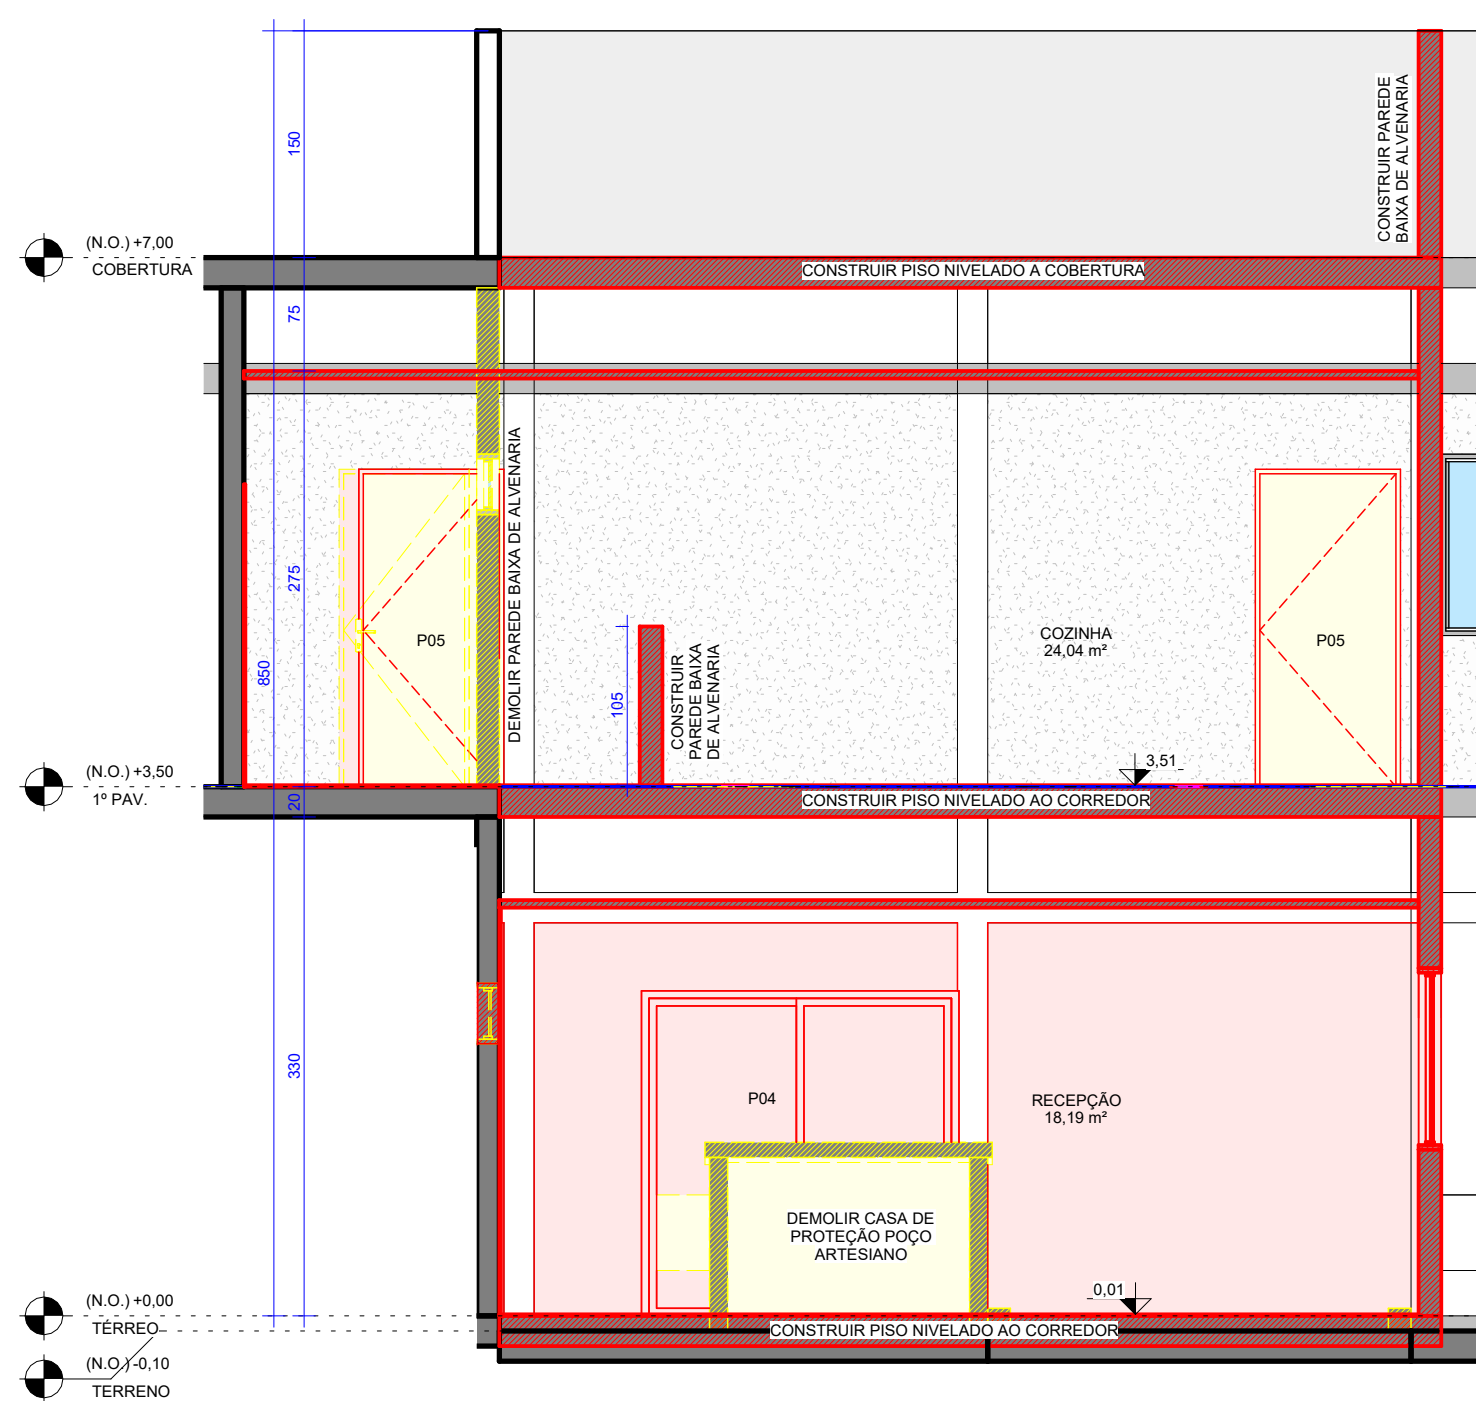 150
CONSTRUIR PAREDE
BAIXA DE ALVENARIA
(N.O.) +7,00
COBERTURA
CONSTRUIR PISO NIVELADO A COBERTURA
75
DEMOLIR PAREDE BAIXA DE ALVENARIA
275
850
P05
105
CONSTRUIR
PAREDE BAIXA
DE ALVENARIA
COZINHA
24,04 m²
P05
3,51
(N.O.) +3,50
1º PAV.
20
CONSTRUIR PISO NIVELADO AO CORREDOR
330
P04
RECEPÇÃO
18,19 m²
DEMOLIR CASA DE
PROTEÇÃO POÇO
ARTESIANO
0,01
(N.O.) +0,00
TÉRREO
CONSTRUIR PISO NIVELADO AO CORREDOR
(N.O.) -0,10
TERRENO